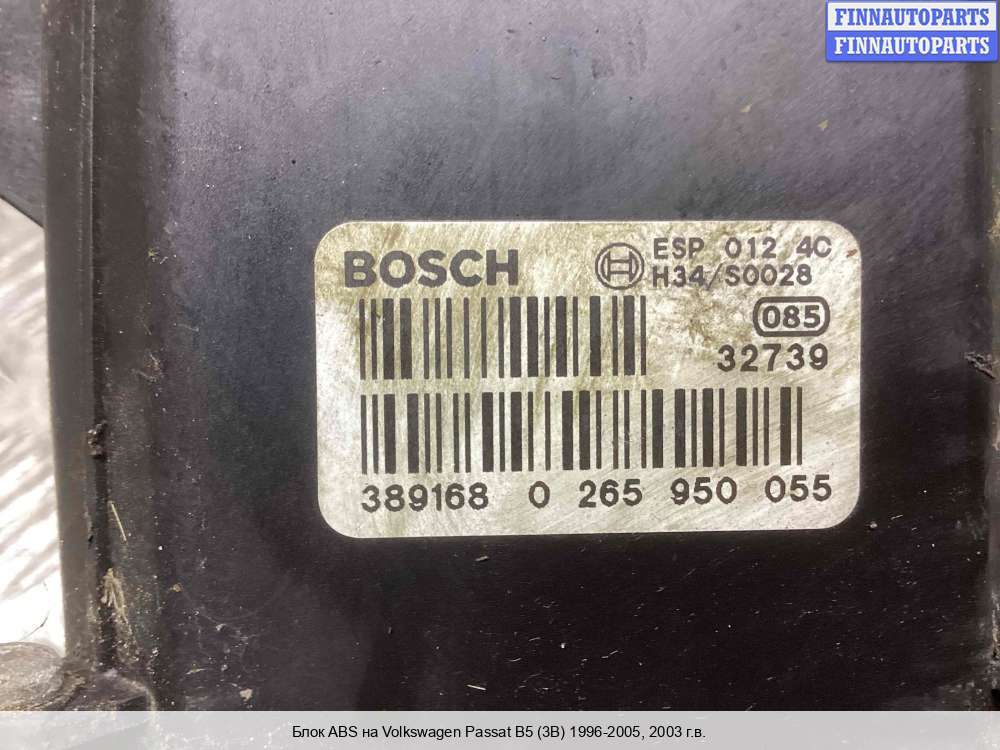 FINNAUTOPARTS
FINNAUTOPARTS
BOSCH
ESP 012 4C
H34/S0028
085
32739
389168 0 265 950 055
Блок ABS на Volkswagen Passat B5 (3B) 1996-2005, 2003 г.в.